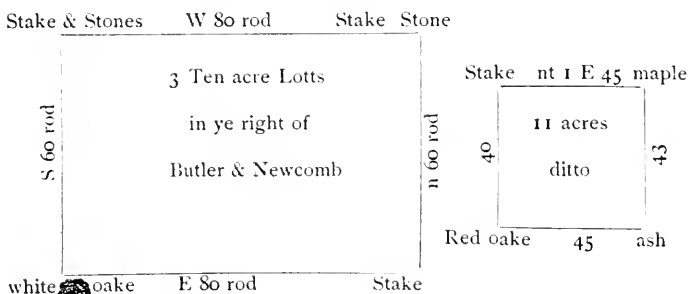 Stake & Stones W 80 rod Stake Stone
3 Ten acre Lotts
in ye right of
Butler & Newcomb
S 60 rod
n 60 rod
white oake E 80 rod Stake
Stake nt 1 E 45 maple
11 acres
ditto
40
43
Red oake 45 ash